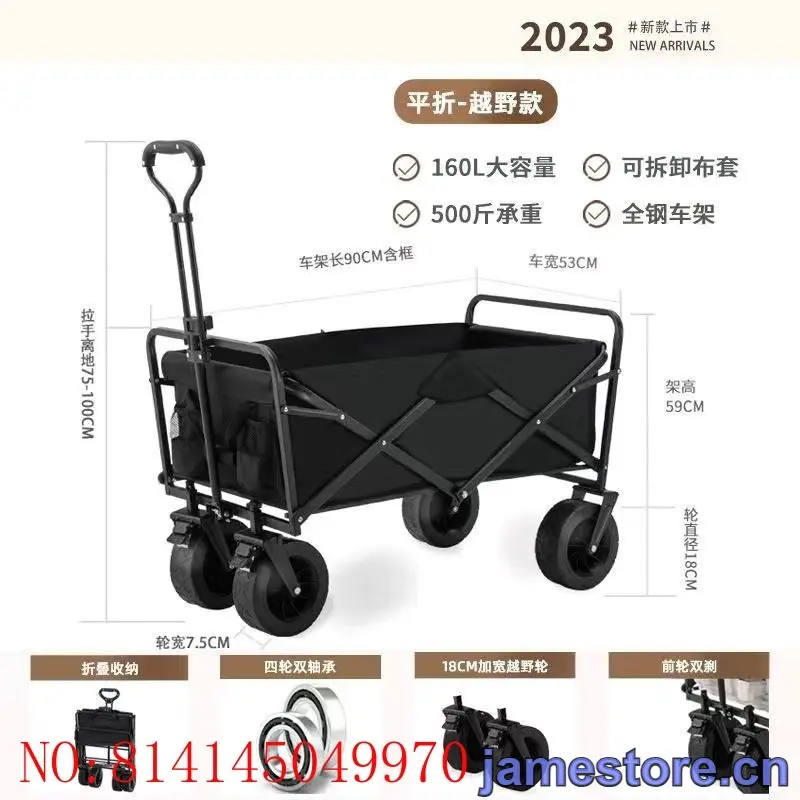 2023 #新款上市#
NEW ARRIVALS
平折-越野款
160L大容量 可拆卸布套
500斤承重 全钢车架
车架长90CM含框
车宽53CM
拉手离地75-100CM
架高
59CM
轮直径18CM
轮宽7.5CM
折叠收纳
四轮双轴承
18CM加宽越野轮
前轮双刹
NO:814145049970
jamestore.cn